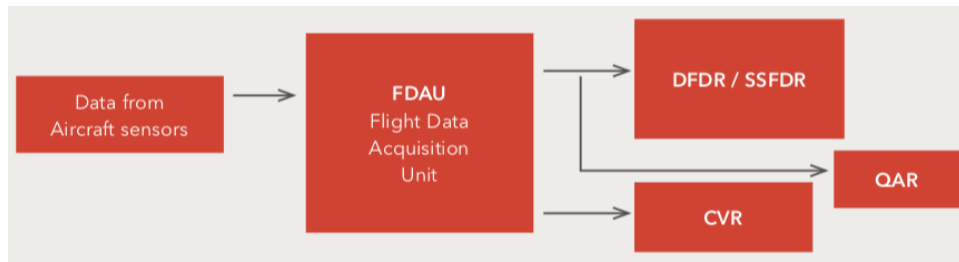 Data from
Aircraft sensors
FDAU
Flight Data
Acquisition
Unit
DFDR / SSFDR
QAR
CVR